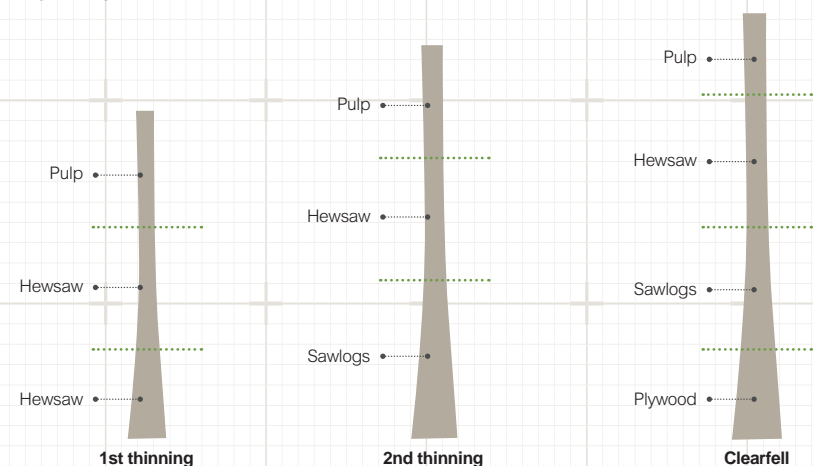 Pulp
Hewsaw
Hewsaw
1st thinning
Pulp
Hewsaw
Sawlogs
2nd thinning
Pulp
Hewsaw
Sawlogs
Plywood
Clearfell